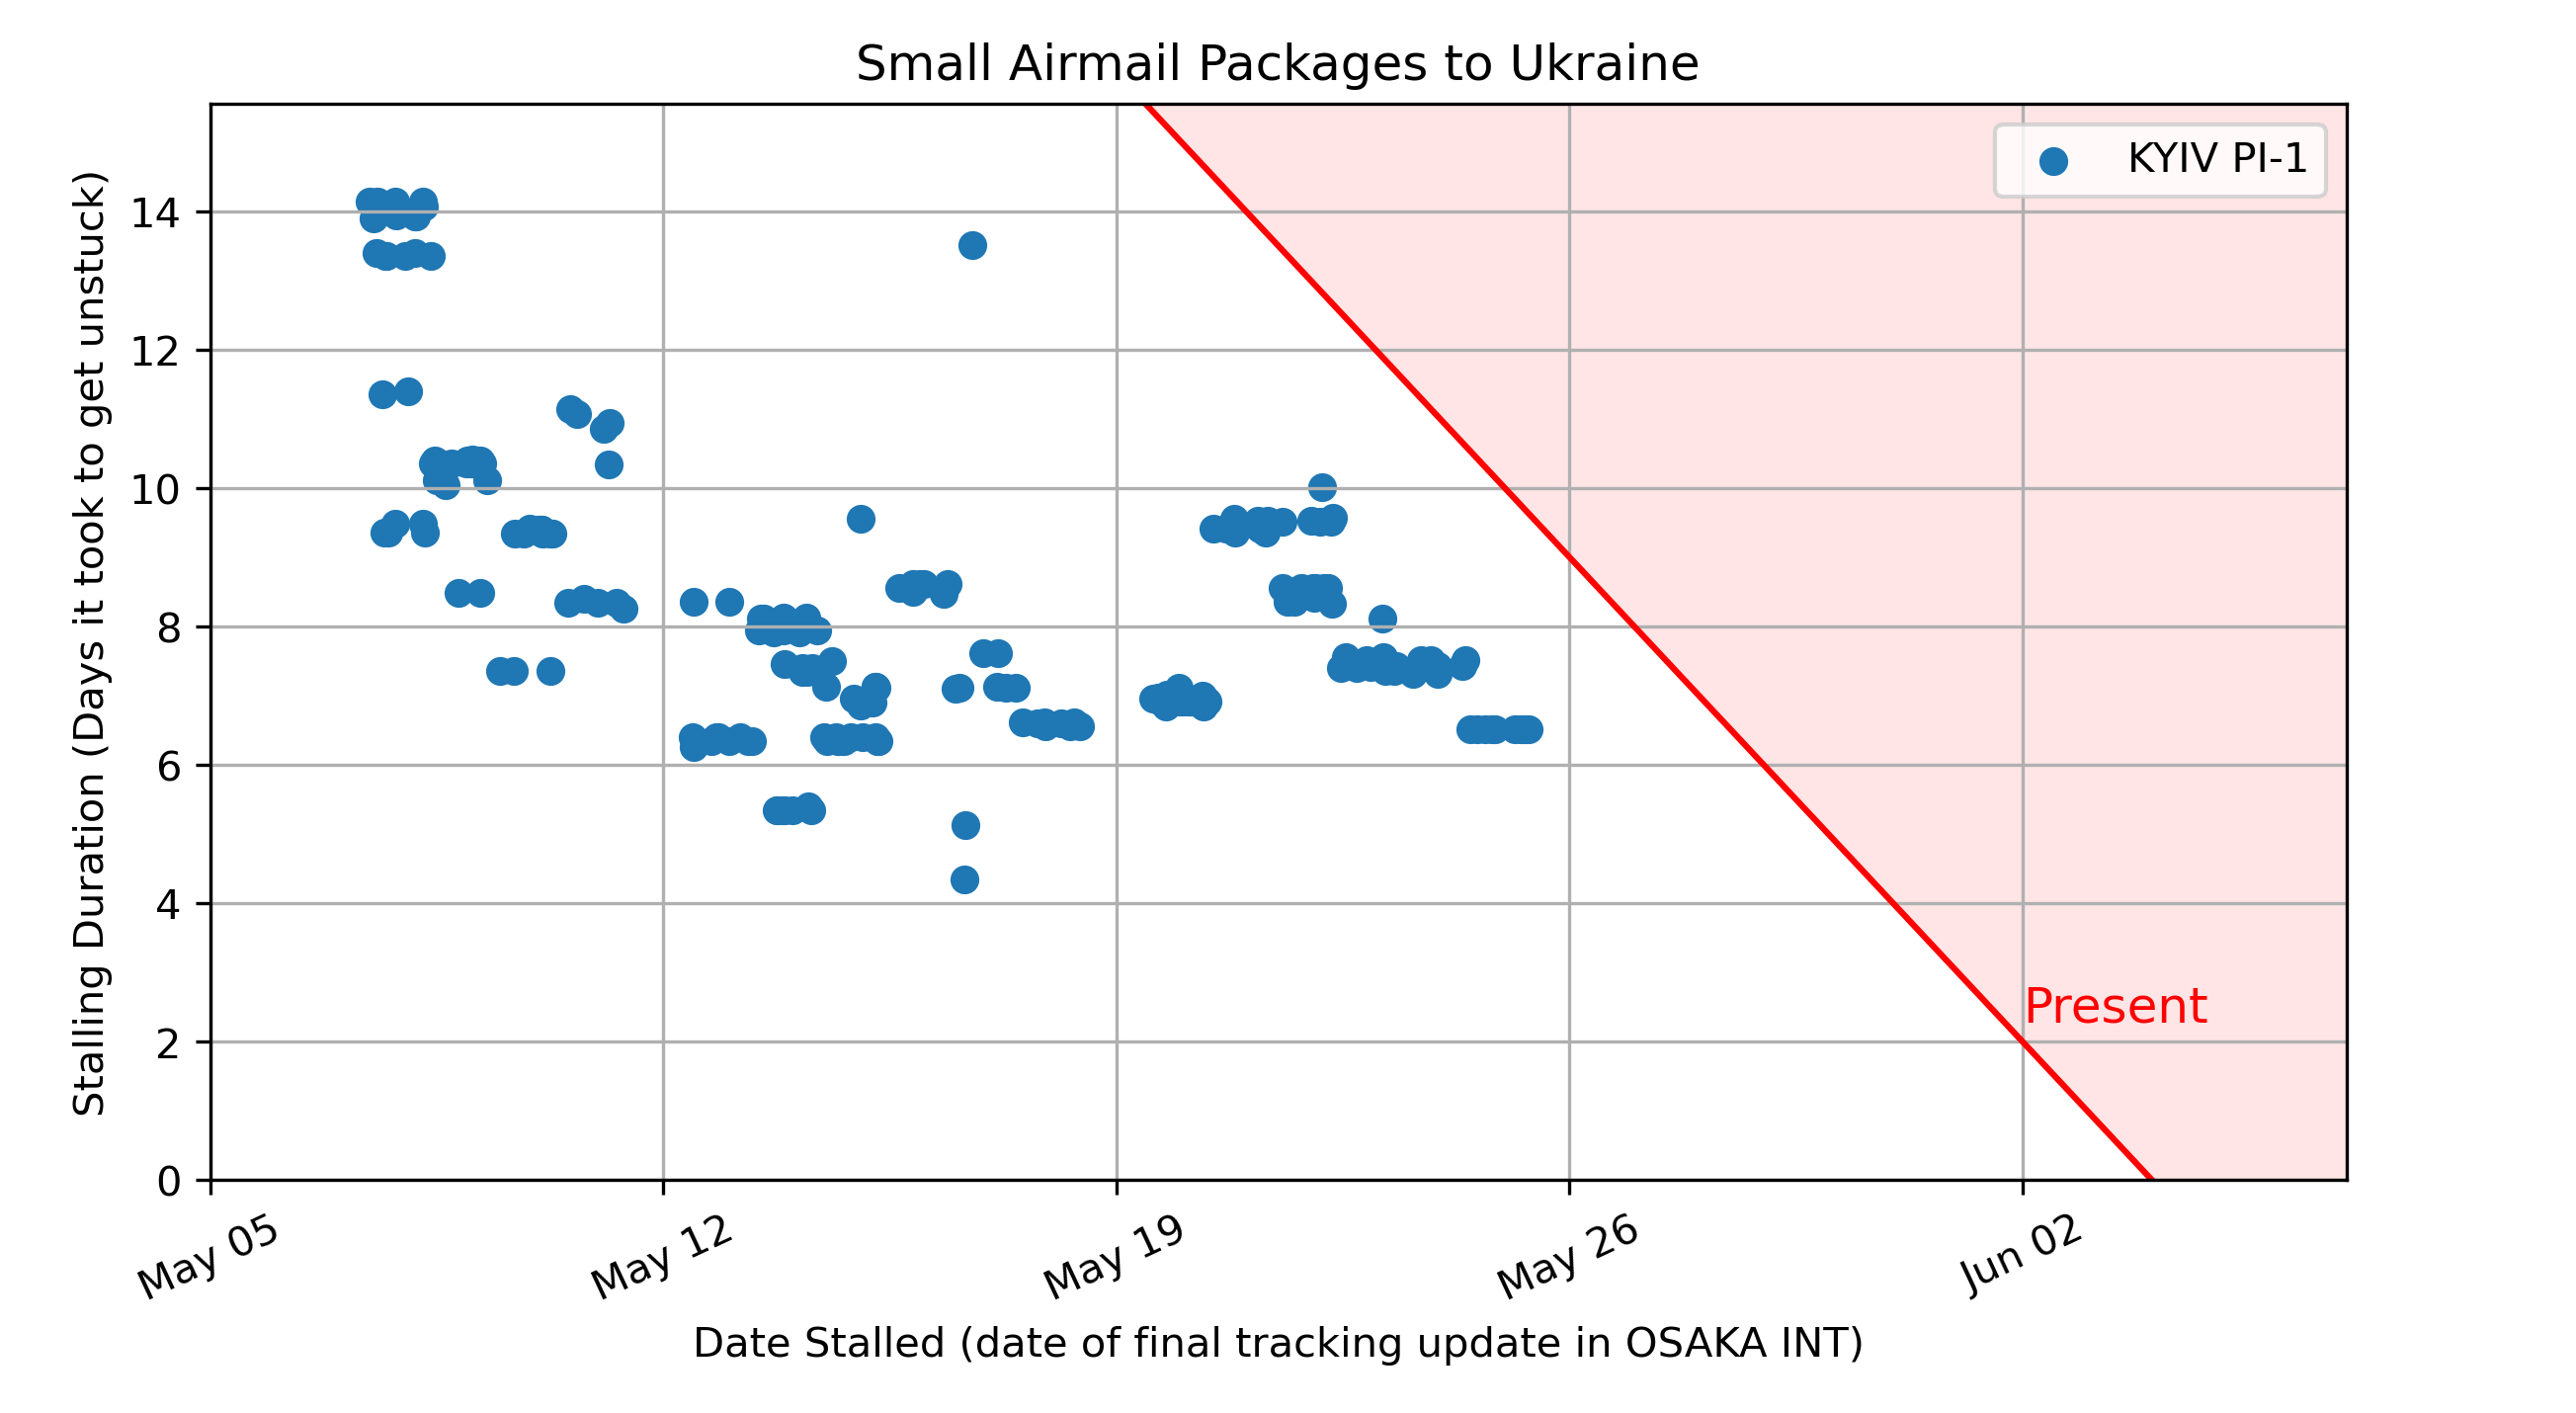 Small Airmail Packages to Ukraine
KYIV PI-1
Stalling Duration (Days it took to get unstuck)
14
12
10
8
6
4
2
0
Present
May 05
May 12
May 19
May 26
Jun 02
Date Stalled (date of final tracking update in OSAKA INT)